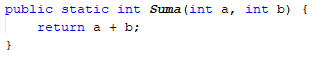 public static int Suma(int a, int b) {
    return a + b;
}